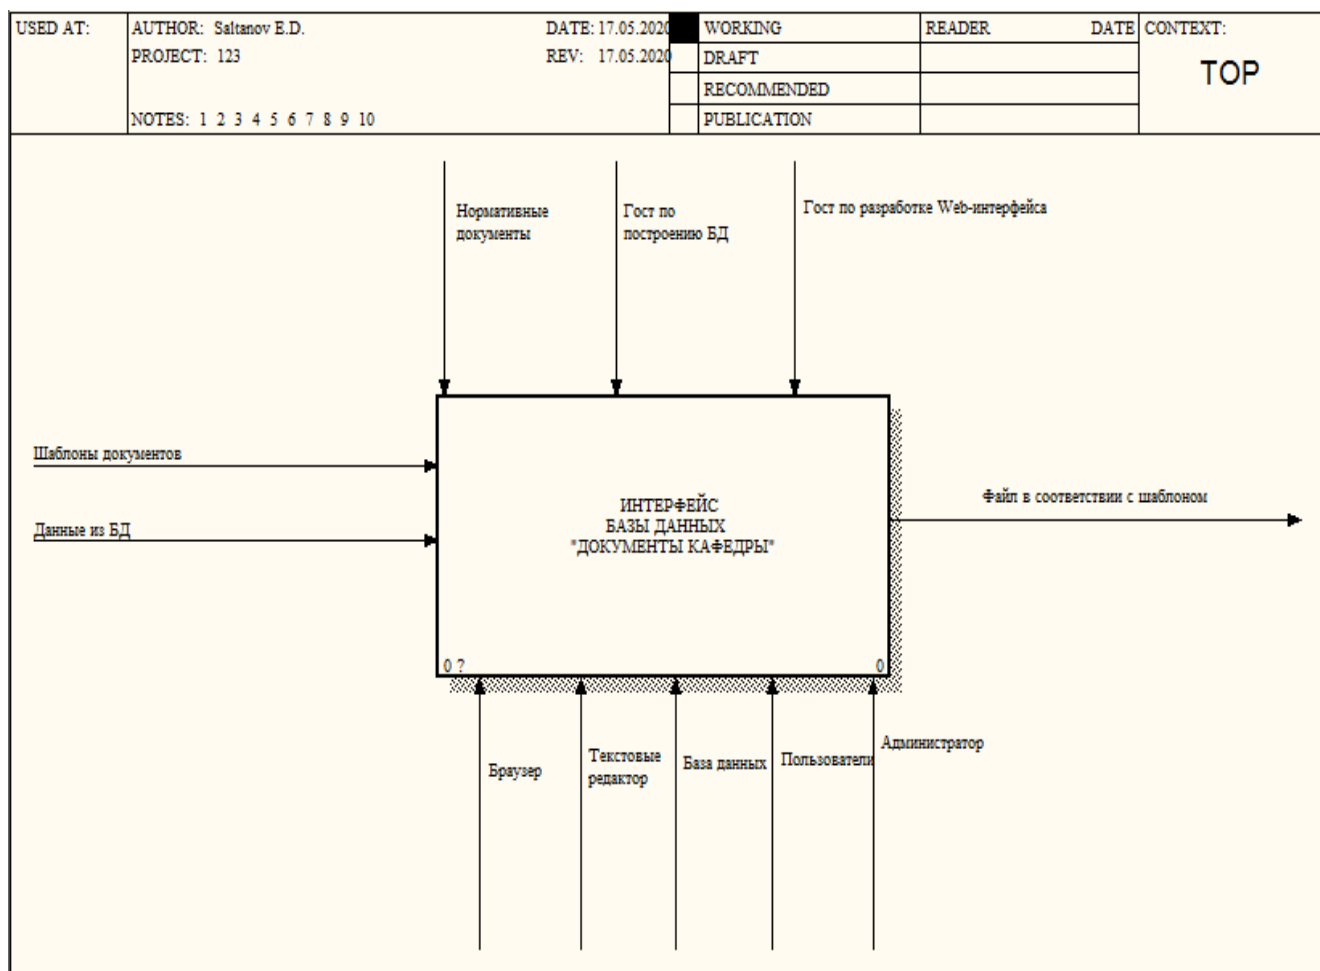 USED AT:
AUTHOR: Saltanov E.D.
DATE: 17.05.2020
PROJECT: 123
REV: 17.05.2020
NOTES: 1 2 3 4 5 6 7 8 9 10
WORKING
DRAFT
RECOMMENDED
PUBLICATION
READER
DATE
CONTEXT:
TOP
Нормативные
документы
Гост по
построению БД
Гост по разработке Web-интерфейса
Шаблоны документов
Данные из БД
ИНТЕРФЕЙС
БАЗЫ ДАННЫХ
"ДОКУМЕНТЫ КАФЕДРЫ"
0 ?
0
Файл в соответствии с шаблоном
Браузер
Текстовые
редактор
База данных
Пользователи
Администратор